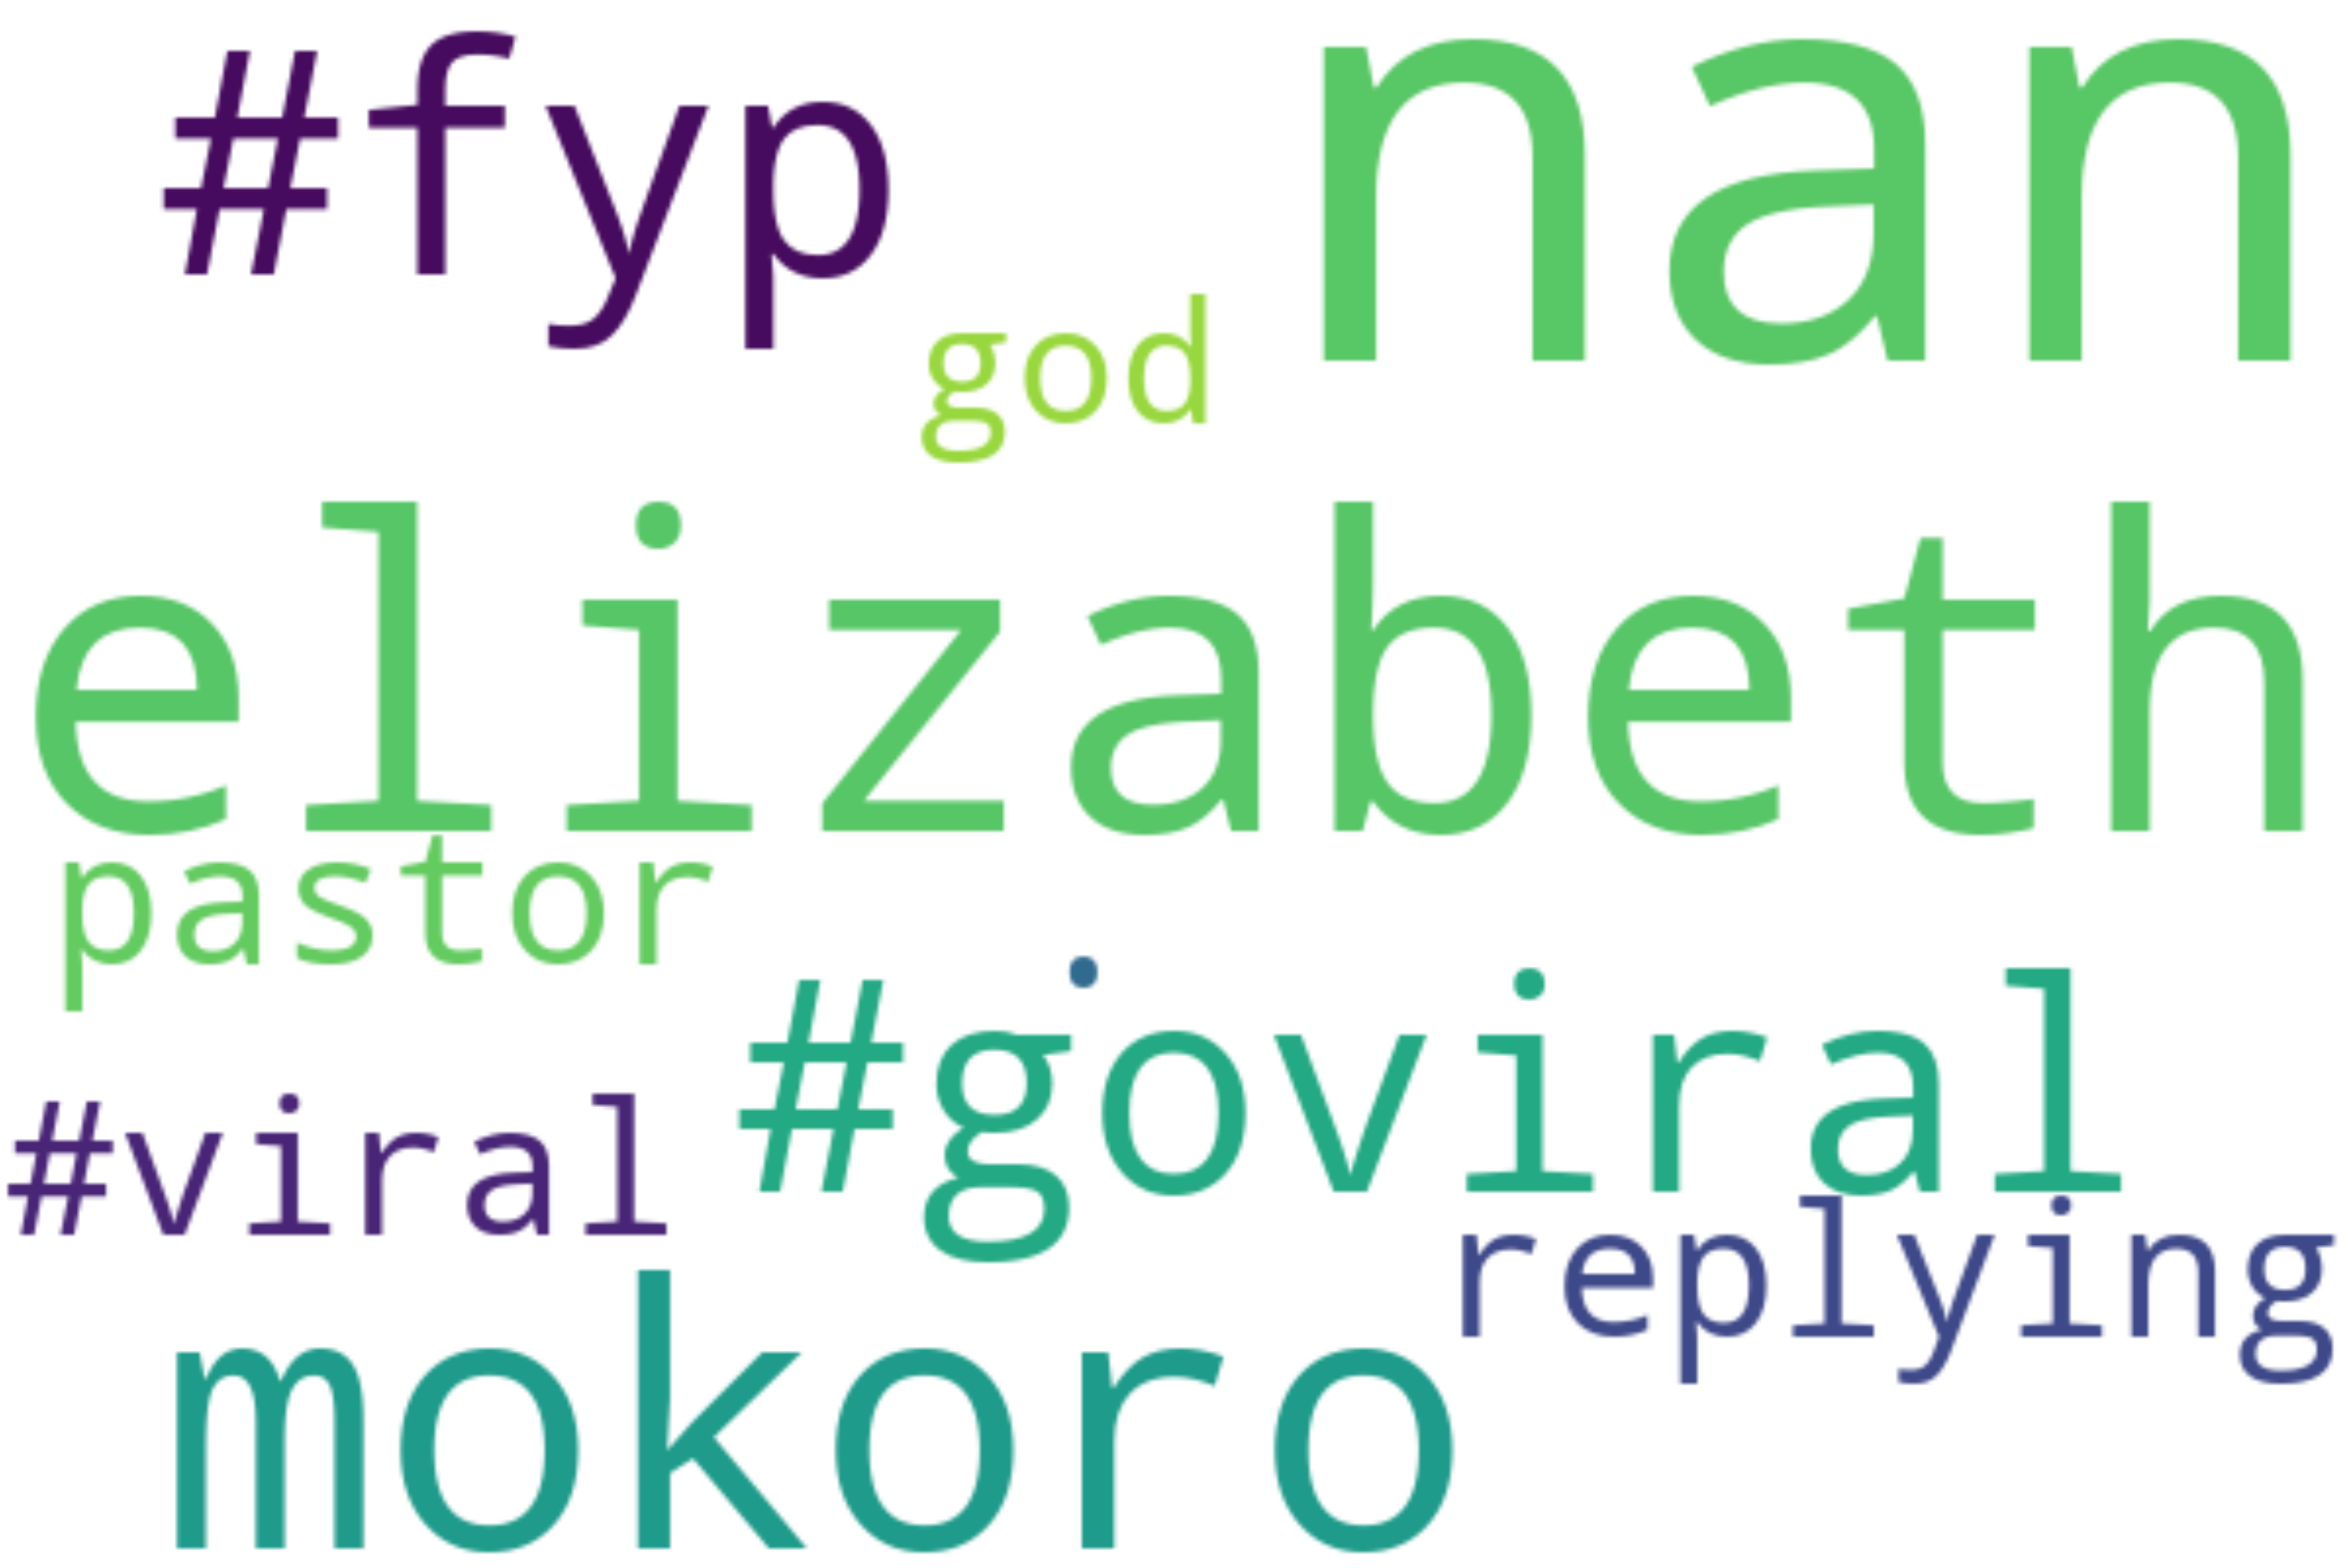 #fyp nan
god
elizabeth
pastor
#goviral
#viral
replying
mokoro